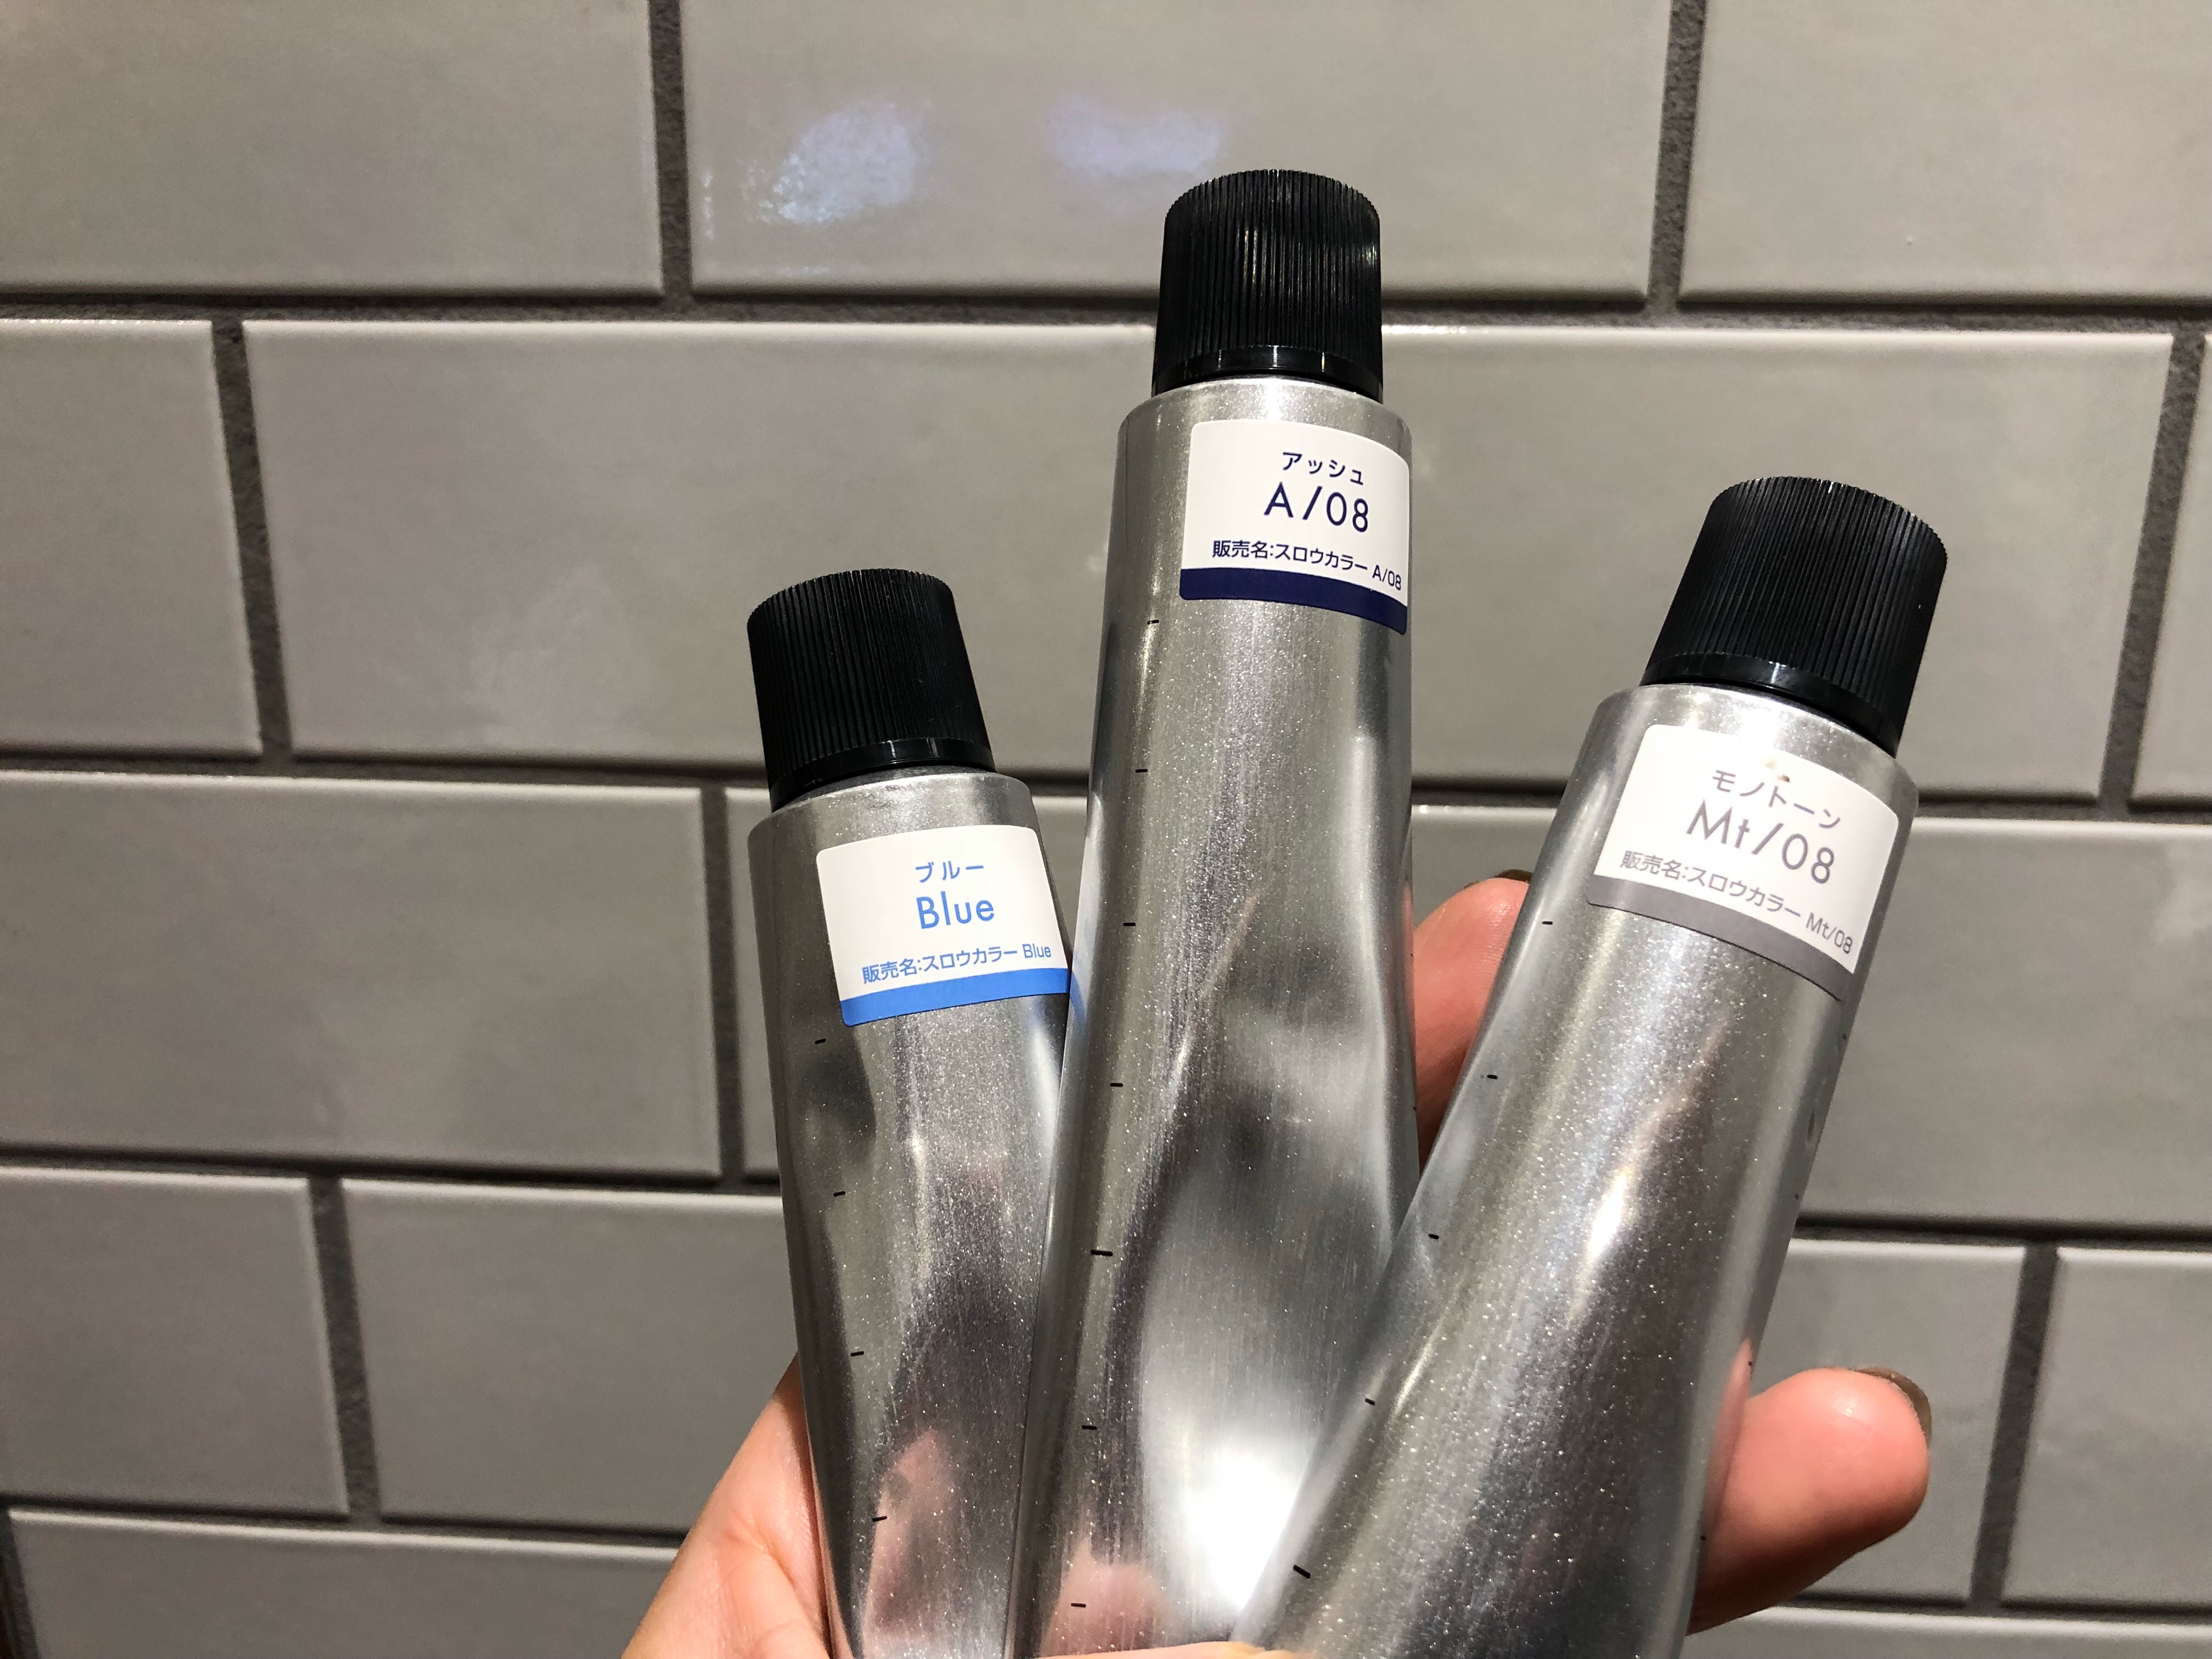 ブルー
Blue
販売名:スロウカラー Blue
アッシュ
A/08
販売名:スロウカラー A/08
モノトーン
Mt/08
販売名:スロウカラー Mt/08